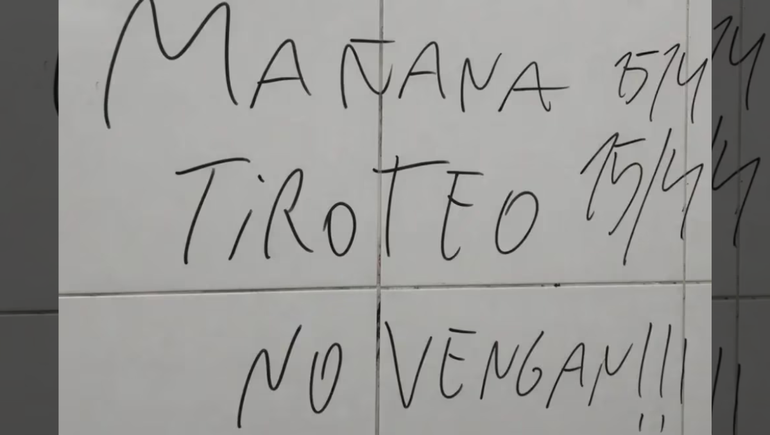 MAÑANA 15/4
TiROTEO 15/4
NO VENGAN!!!